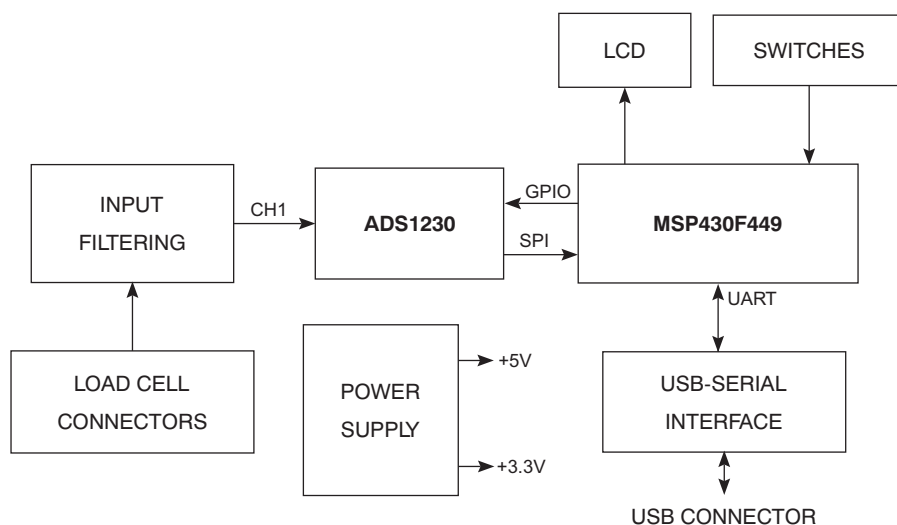 LCD
SWITCHES
INPUT
FILTERING
CH1
ADS1230
GPIO
SPI
MSP430F449
UART
LOAD CELL
CONNECTORS
POWER
SUPPLY
+5V
+3.3V
USB-SERIAL
INTERFACE
USB CONNECTOR